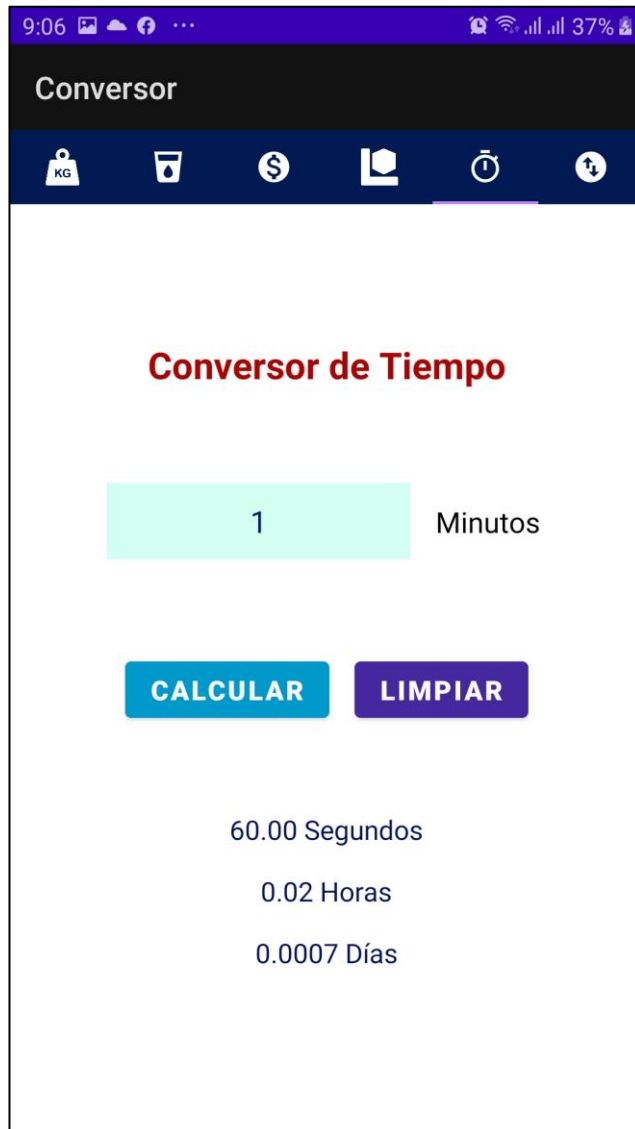 9:06 ... 37%
Conversor
KG
Conversor de Tiempo
1 Minutos
CALCULAR LIMPIAR
60.00 Segundos
0.02 Horas
0.0007 Días